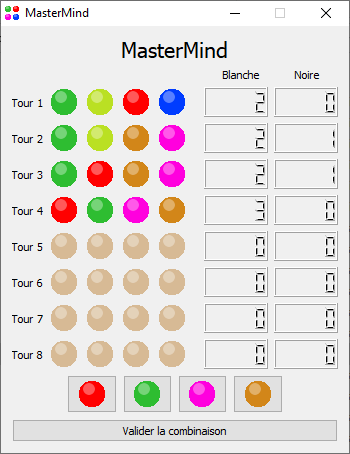 MasterMind
MasterMind
Blanche Noire
Tour 1 2 0
Tour 2 2 1
Tour 3 2 1
Tour 4 3 0
Tour 5 0 0
Tour 6 0 0
Tour 7 0 0
Tour 8 0 0
Valider la combinaison